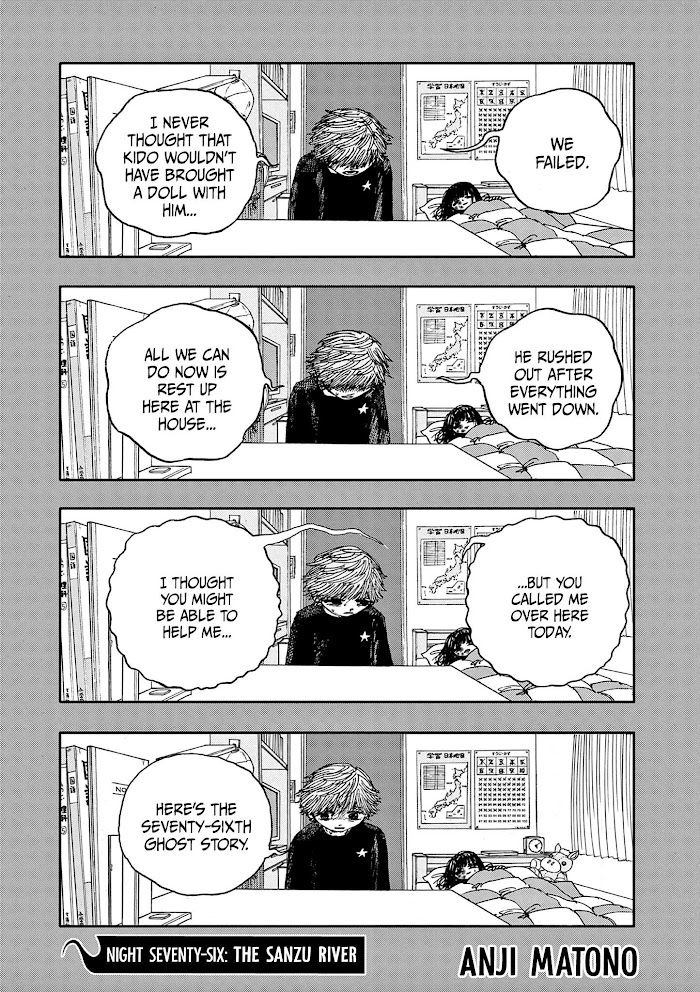 WE
FAILED.
I NEVER
THOUGHT THAT
KIDO WOULDN'T
HAVE BROUGHT
A DOLL WITH
HIM...
HE RUSHED
OUT AFTER
EVERYTHING
WENT DOWN.
ALL WE CAN
DO NOW IS
REST UP
HERE AT THE
HOUSE...
...BUT YOU
CALLED ME
OVER HERE
TODAY.
I THOUGHT
YOU MIGHT
BE ABLE TO
HELP ME...
HERE'S THE
SEVENTY-SIXTH
GHOST STORY.
NIGHT SEVENTY-SIX: THE SANZU RIVER
ANJI MATONO